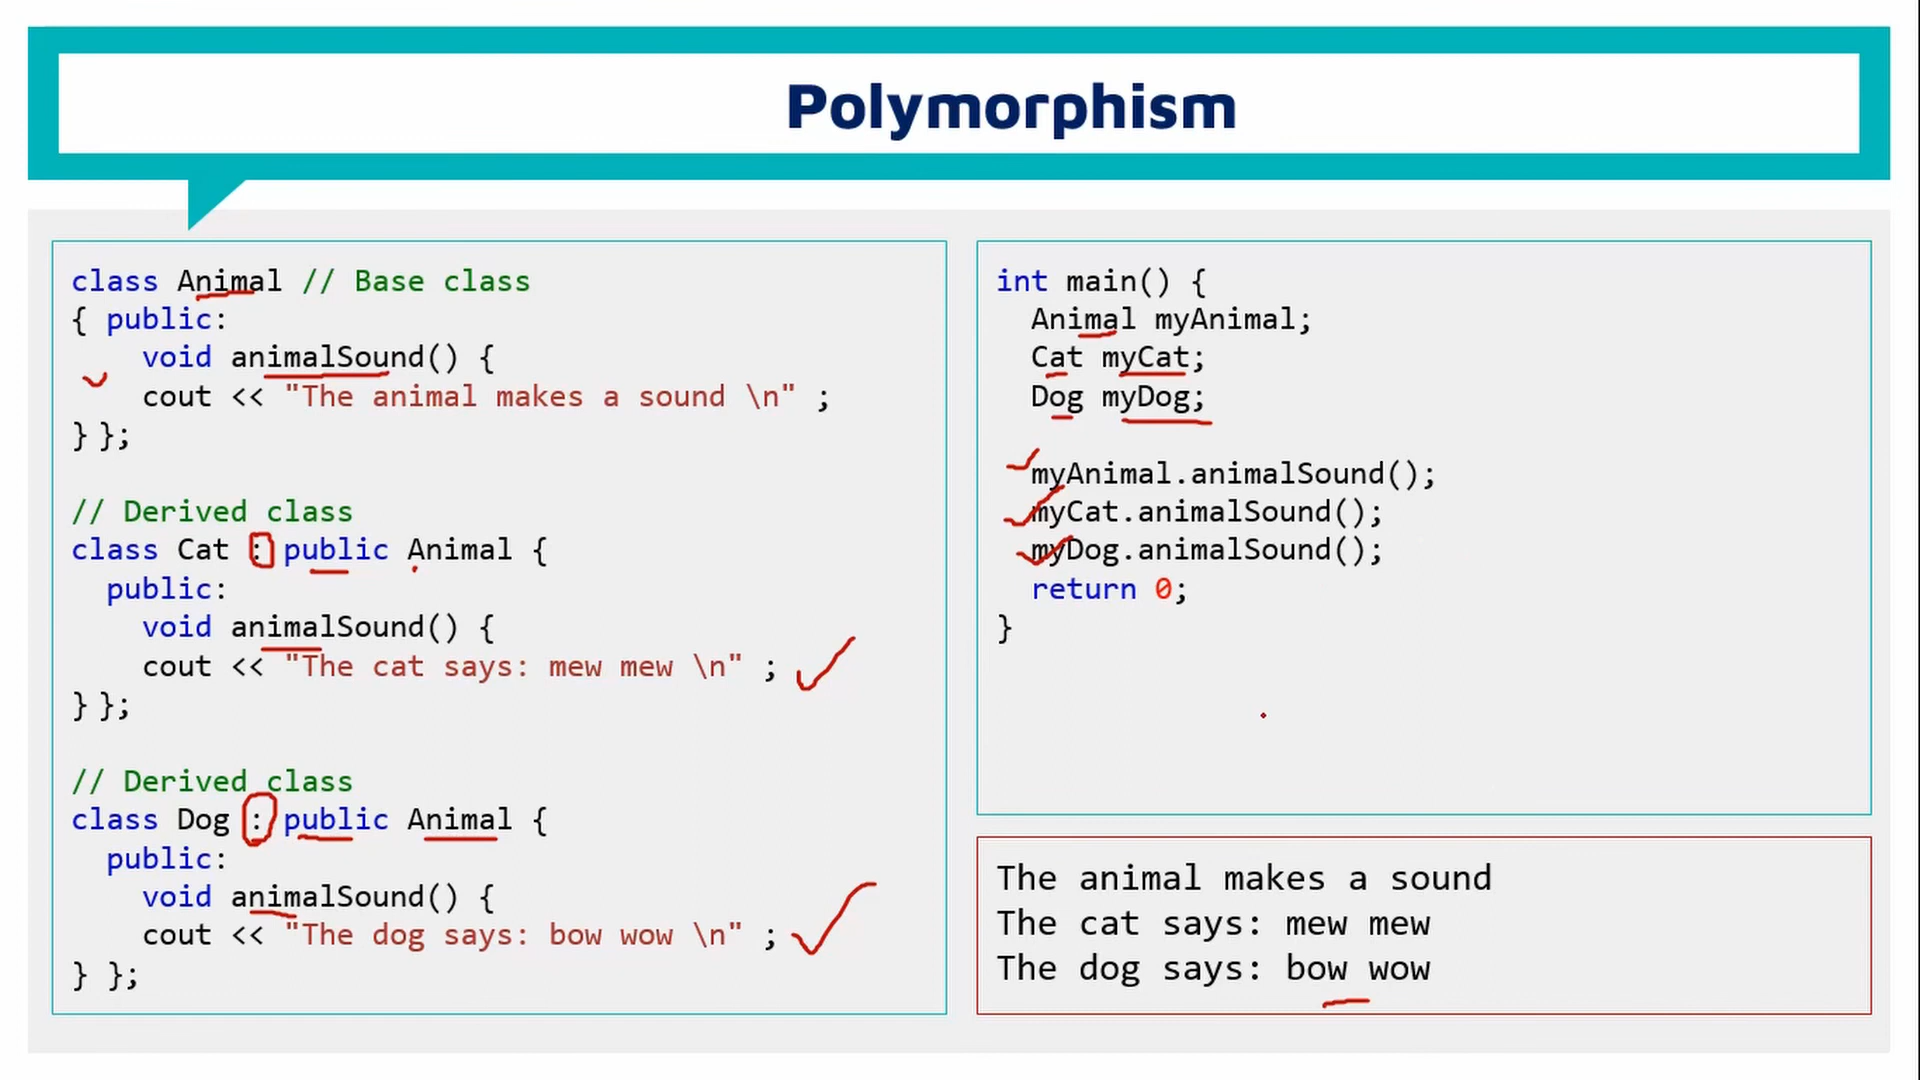 Polymorphism
class Animal // Base class
{ public:
void animalSound() {
cout << "The animal makes a sound \n" ;
} };
// Derived class
class Cat : public Animal {
public:
void animalSound() {
cout << "The cat says: mew mew \n" ;
} };
// Derived class
class Dog : public Animal {
public:
void animalSound() {
cout << "The dog says: bow wow \n" ;
} };
int main() {
Animal myAnimal;
Cat myCat;
Dog myDog;
myAnimal.animalSound();
myCat.animalSound();
myDog.animalSound();
return 0;
}
The animal makes a sound
The cat says: mew mew
The dog says: bow wow